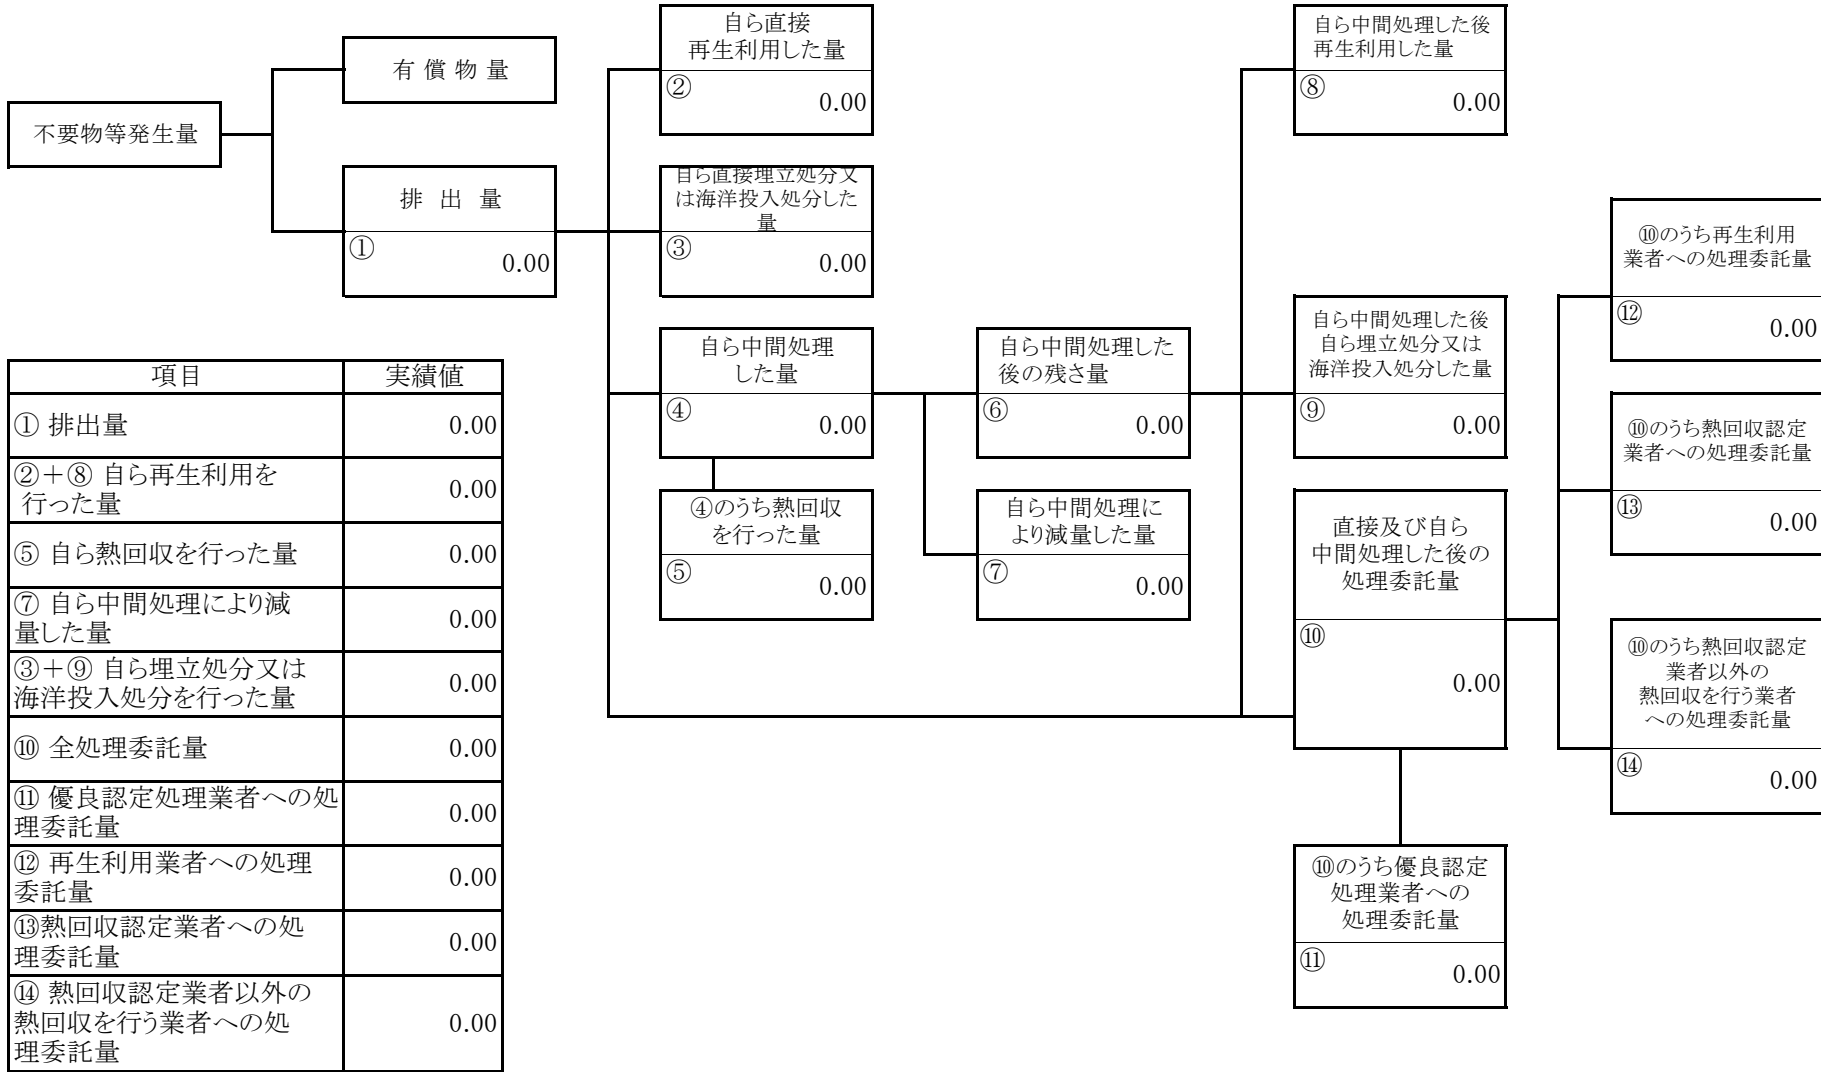 不要物等発生量
有 償 物 量
排 出 量
①
0.00
自ら直接
再生利用した量
②
0.00
自ら直接埋立処分又
は海洋投入処分した
量
③
0.00
自ら中間処理
した量
④
0.00
④のうち熱回収
を行った量
⑤
0.00
自ら中間処理した
後の残さ量
⑥
0.00
自ら中間処理に
より減量した量
⑦
0.00
自ら中間処理した後
再生利用した量
⑧
0.00
自ら中間処理した後
自ら埋立処分又は
海洋投入処分した量
⑨
0.00
直接及び自ら
中間処理した後の
処理委託量
⑩
0.00
⑩のうち優良認定
処理業者への
処理委託量
⑪
0.00
⑩のうち再生利用
業者への処理委託量
⑫
0.00
⑩のうち熱回収認定
業者への処理委託量
⑬
0.00
⑩のうち熱回収認定
業者以外の
熱回収を行う業者
への処理委託量
⑭
0.00
項目 実績値
① 排出量 0.00
②+⑧ 自ら再生利用を
行った量 0.00
⑤ 自ら熱回収を行った量 0.00
⑦ 自ら中間処理により減
量した量 0.00
③+⑨ 自ら埋立処分又は
海洋投入処分を行った量 0.00
⑩ 全処理委託量 0.00
⑪ 優良認定処理業者への処
理委託量 0.00
⑫ 再生利用業者への処理
委託量 0.00
⑬熱回収認定業者への処
理委託量 0.00
⑭ 熱回収認定業者以外の
熱回収を行う業者への処
理委託量 0.00